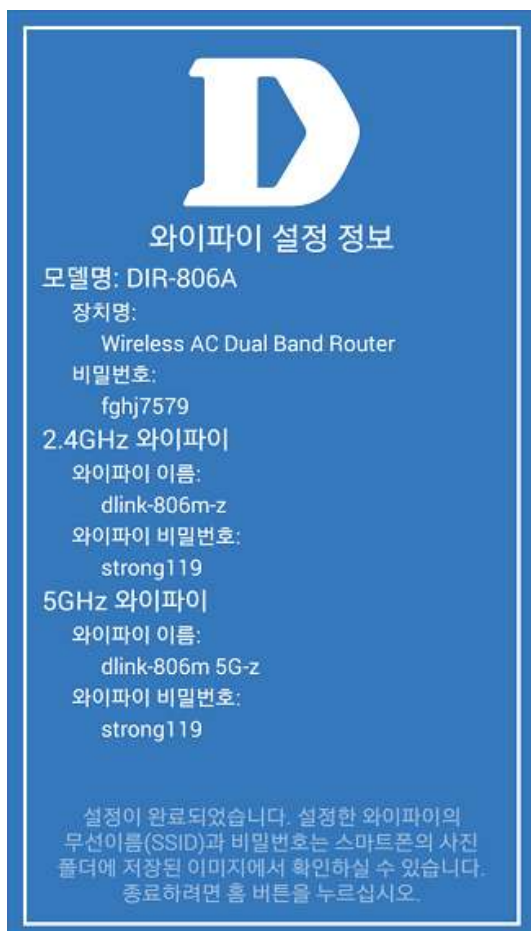 D
와이파이 설정 정보
모델명: DIR-806A
장치명:
Wireless AC Dual Band Router
비밀번호:
fghj7579
2.4GHz 와이파이
와이파이 이름:
dlink-806m-z
와이파이 비밀번호:
strong119
5GHz 와이파이
와이파이 이름:
dlink-806m 5G-z
와이파이 비밀번호:
strong119
설정이 완료되었습니다. 설정한 와이파이의
무선이름(SSID)과 비밀번호는 스마트폰의 사진
폴더에 저장된 이미지에서 확인하실 수 있습니다.
종료하려면 홈 버튼을 누르십시오.